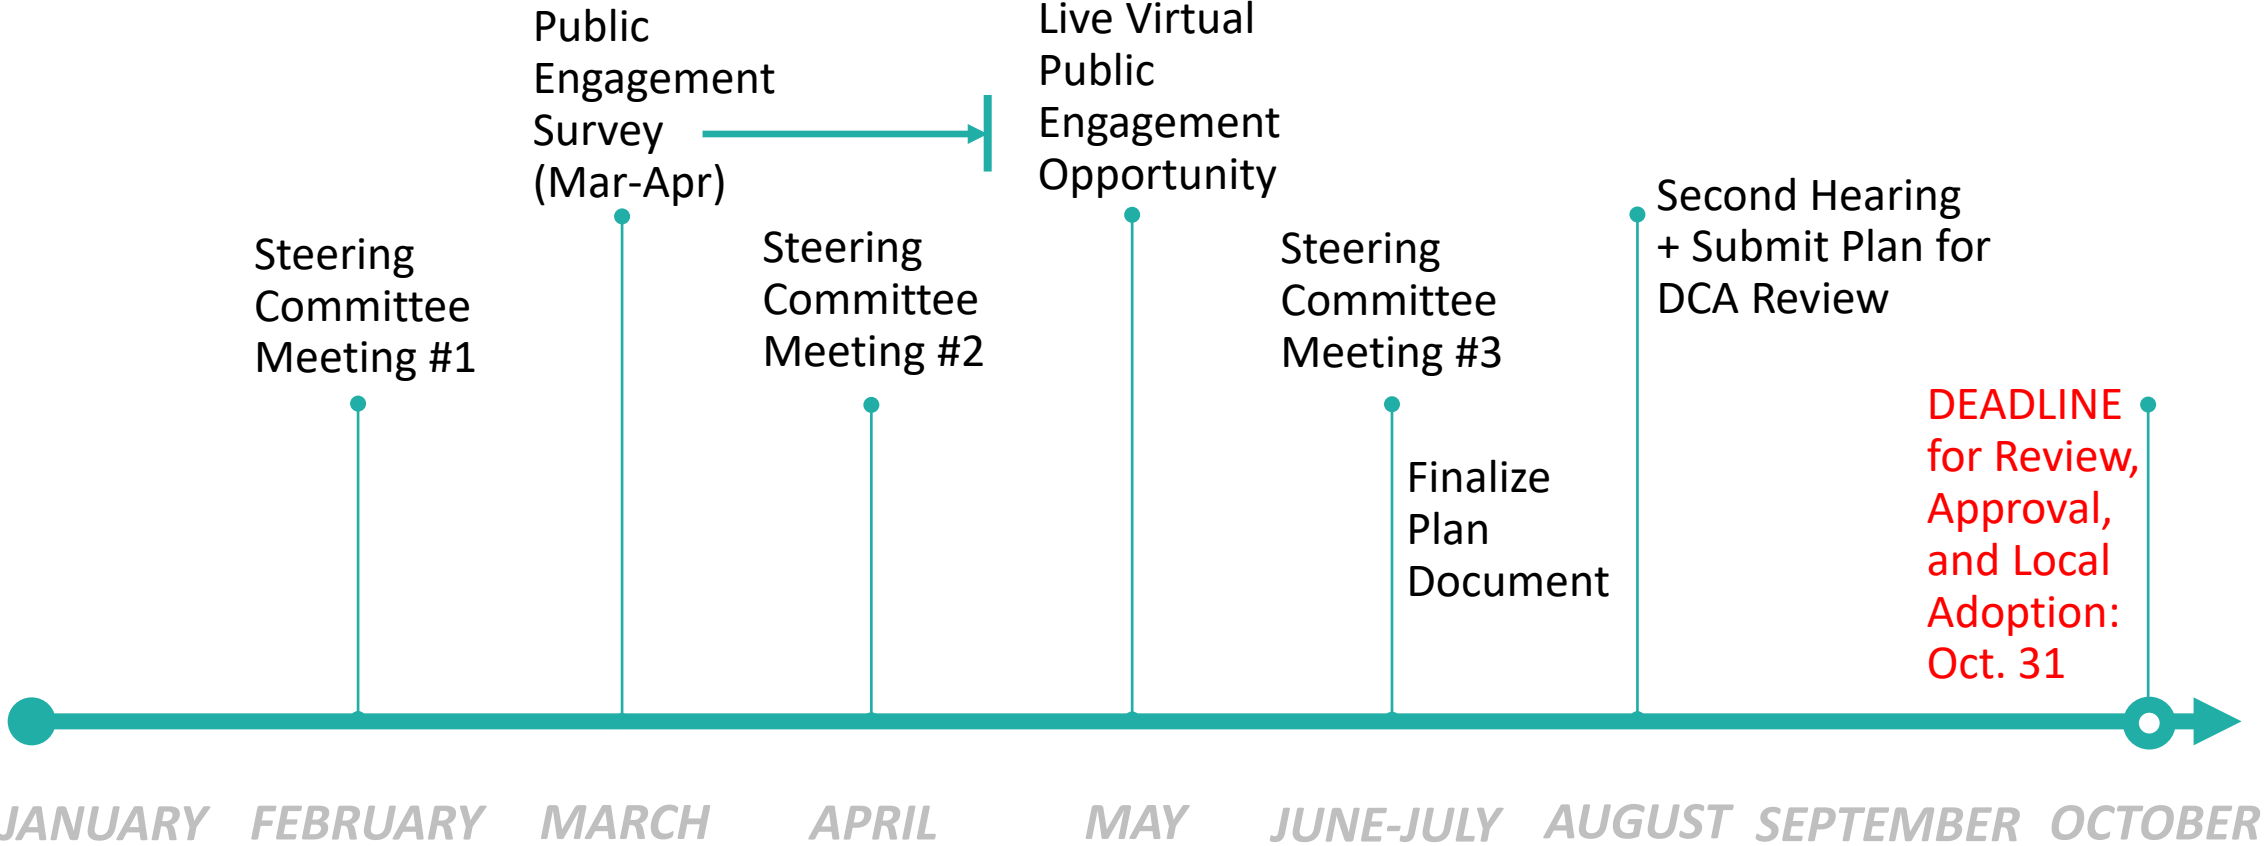 Public
Engagement
Survey
(Mar-Apr)
Live Virtual
Public
Engagement
Opportunity
Steering
Committee
Meeting #1
Steering
Committee
Meeting #2
Steering
Committee
Meeting #3
Finalize
Plan
Document
Second Hearing
+ Submit Plan for
DCA Review
DEADLINE
for Review,
Approval,
and Local
Adoption:
Oct. 31
JANUARY
FEBRUARY
MARCH
APRIL
MAY
JUNE-JULY
AUGUST
SEPTEMBER
OCTOBER